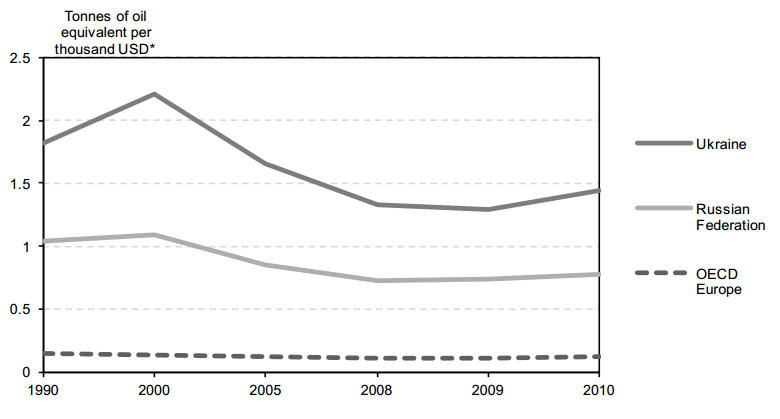 Tonnes of oil
equivalent per
thousand USD*
2.5
2
1.5
1
0.5
0
1990
2000
2005
2008
2009
2010
Ukraine
Russian
Federation
OECD
Europe